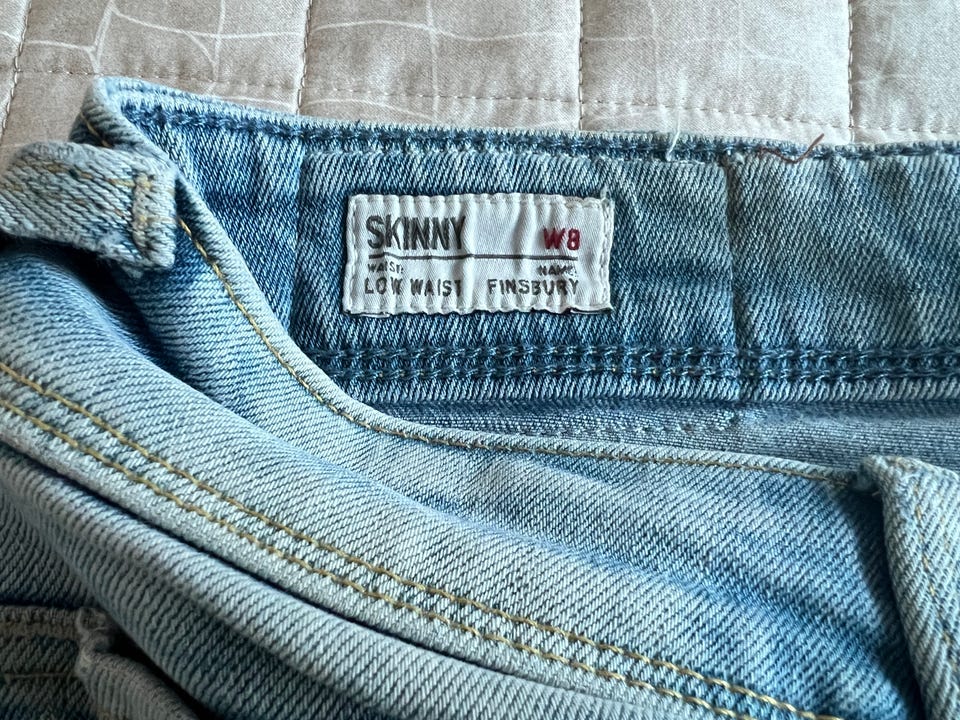 SKINNY W8
WAIST: NAME:
LOW WAIST FINSBURY